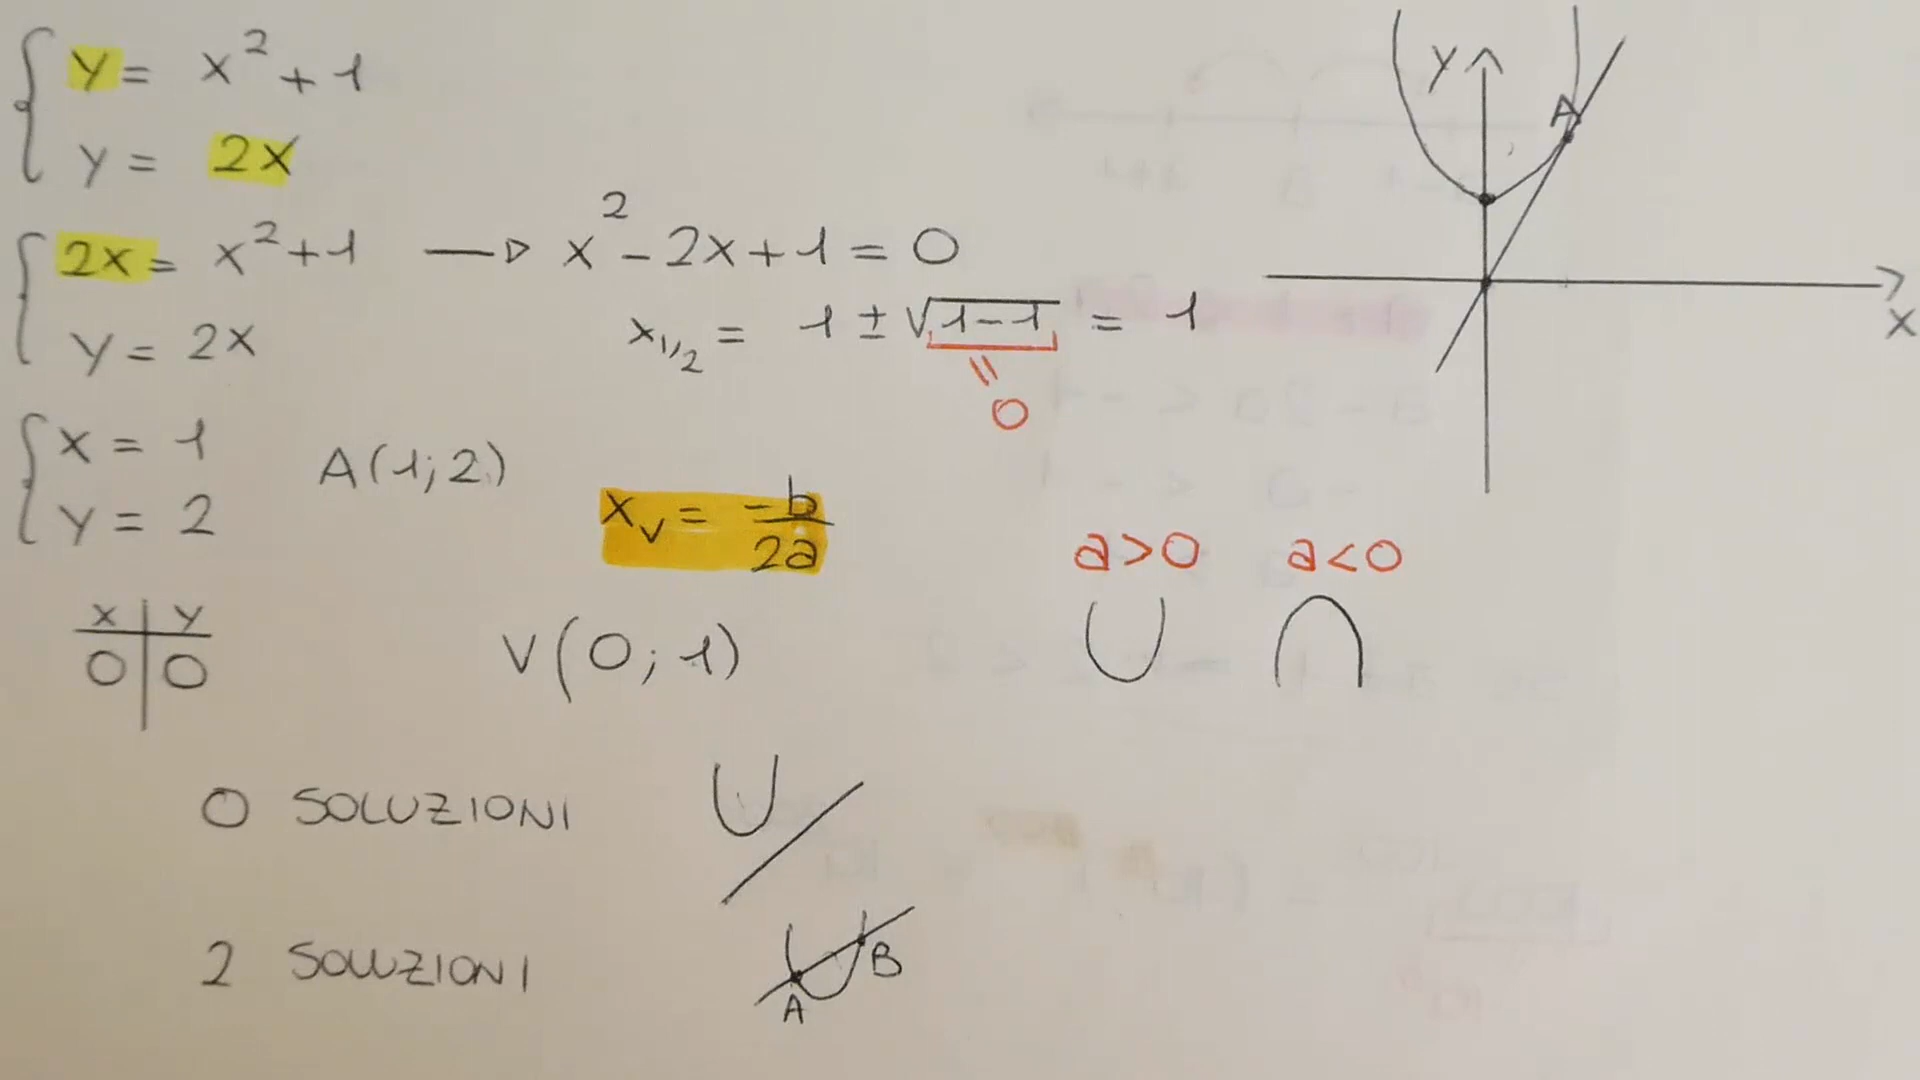 y = x² + 1
y = 2x
2x = x² + 1 → x² - 2x + 1 = 0
y = 2x
x₁/₂ = 1 ± √1-1 = 1
= 0
x = 1
y = 2
A(1; 2)
x_V = -b/2a
a>0 a<0
x y
0 0
V(0; 1)
0 SOLUZIONI
2 SOLUZIONI
A
B
y
A
x